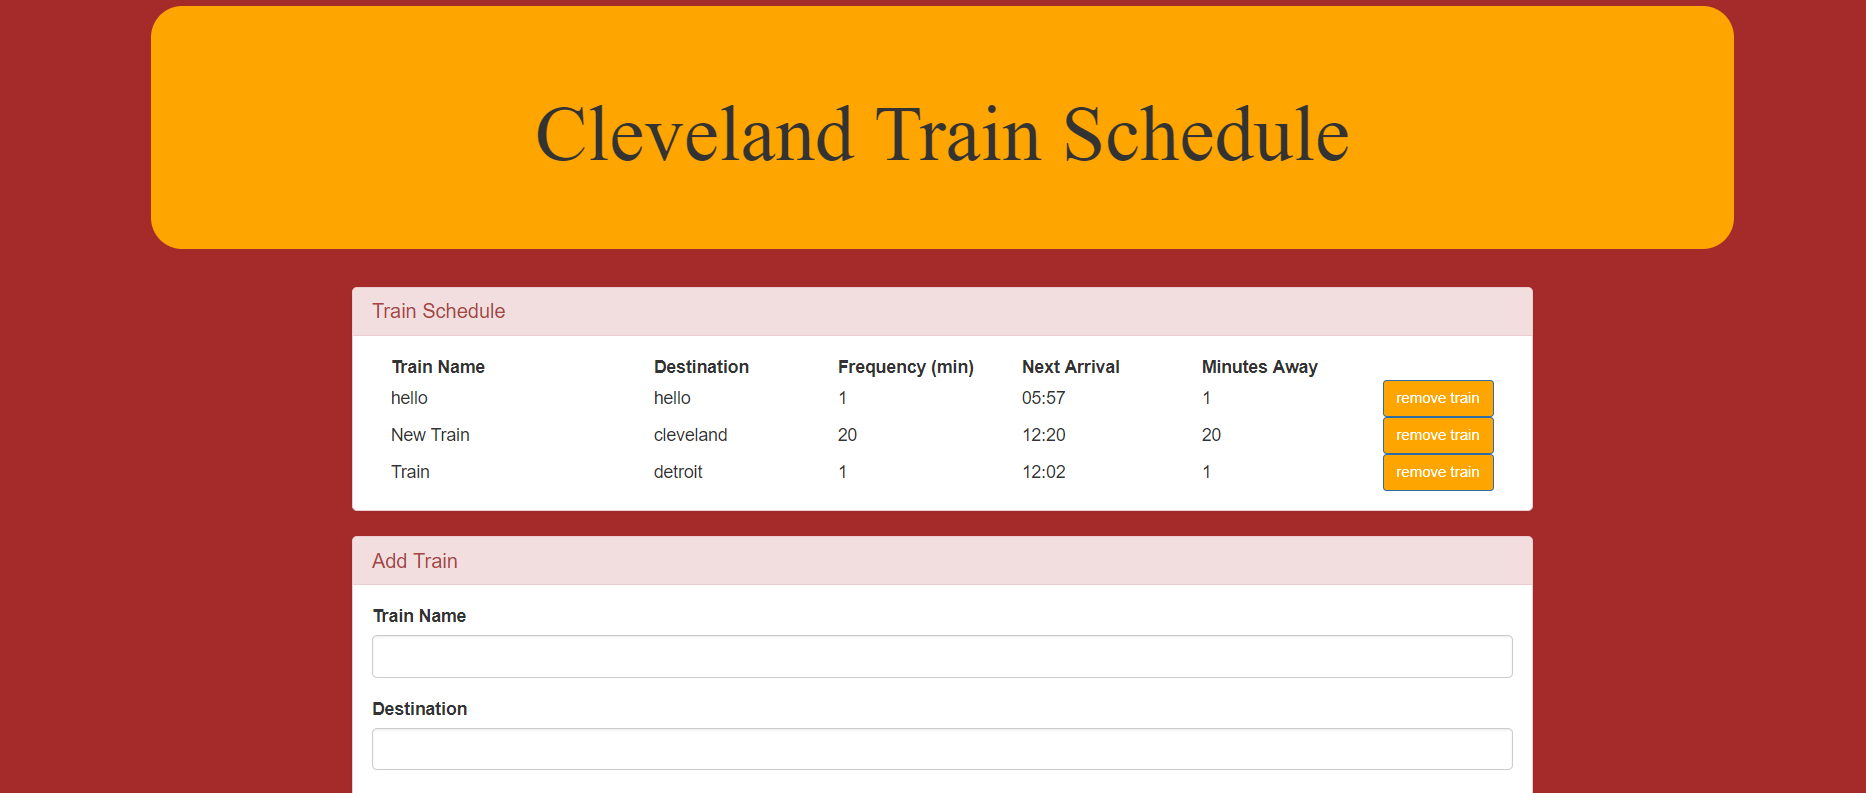 Cleveland Train Schedule
Train Schedule
Train Name Destination Frequency (min) Next Arrival Minutes Away
hello hello 1 05:57 1 remove train
New Train cleveland 20 12:20 20 remove train
Train detroit 1 12:02 1 remove train
Add Train
Train Name
Destination